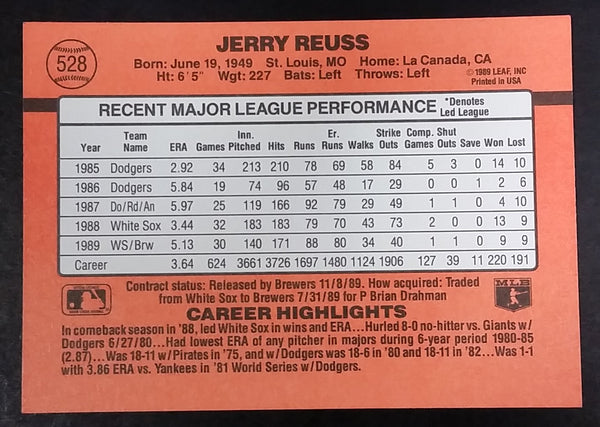 528
JERRY REUSS
Born: June 19, 1949 St. Louis, MO Home: La Canada, CA
Ht: 6'5" Wgt: 227 Bats: Left Throws: Left
©1989 LEAF, INC
Printed in USA
RECENT MAJOR LEAGUE PERFORMANCE *Denotes Led League
Year Team Name ERA Games Inn. Pitched Hits Runs Er. Runs Walks Strike Outs Comp. Games Shut Outs Save Won Lost
1985 Dodgers 2.92 34 213 210 78 69 58 84 5 3 0 14 10
1986 Dodgers 5.84 19 74 96 57 48 17 29 0 0 1 2 6
1987 Do/Rd/An 5.97 25 119 166 92 79 29 49 1 1 0 4 10
1988 White Sox 3.44 32 183 183 79 70 43 73 2 0 0 13 9
1989 WS/Brw 5.13 30 140 171 88 80 34 40 1 1 0 9 9
Career 3.64 624 3661 3726 1697 1480 1124 1906 127 39 11 220 191
Contract status: Released by Brewers 11/8/89. How acquired: Traded
from White Sox to Brewers 7/31/89 for P Brian Drahman
MLB
CAREER HIGHLIGHTS
In comeback season in '88, led White Sox in wins and ERA...Hurled 8-0 no-hitter vs. Giants w/
Dodgers 6/27/80...Had lowest ERA of any pitcher in majors during 6-year period 1980-85
(2.87)...Was 18-11 w/Pirates in '75, and w/Dodgers was 18-6 in '80 and 18-11 in '82...Was 1-1
with 3.86 ERA vs. Yankees in '81 World Series w/Dodgers.